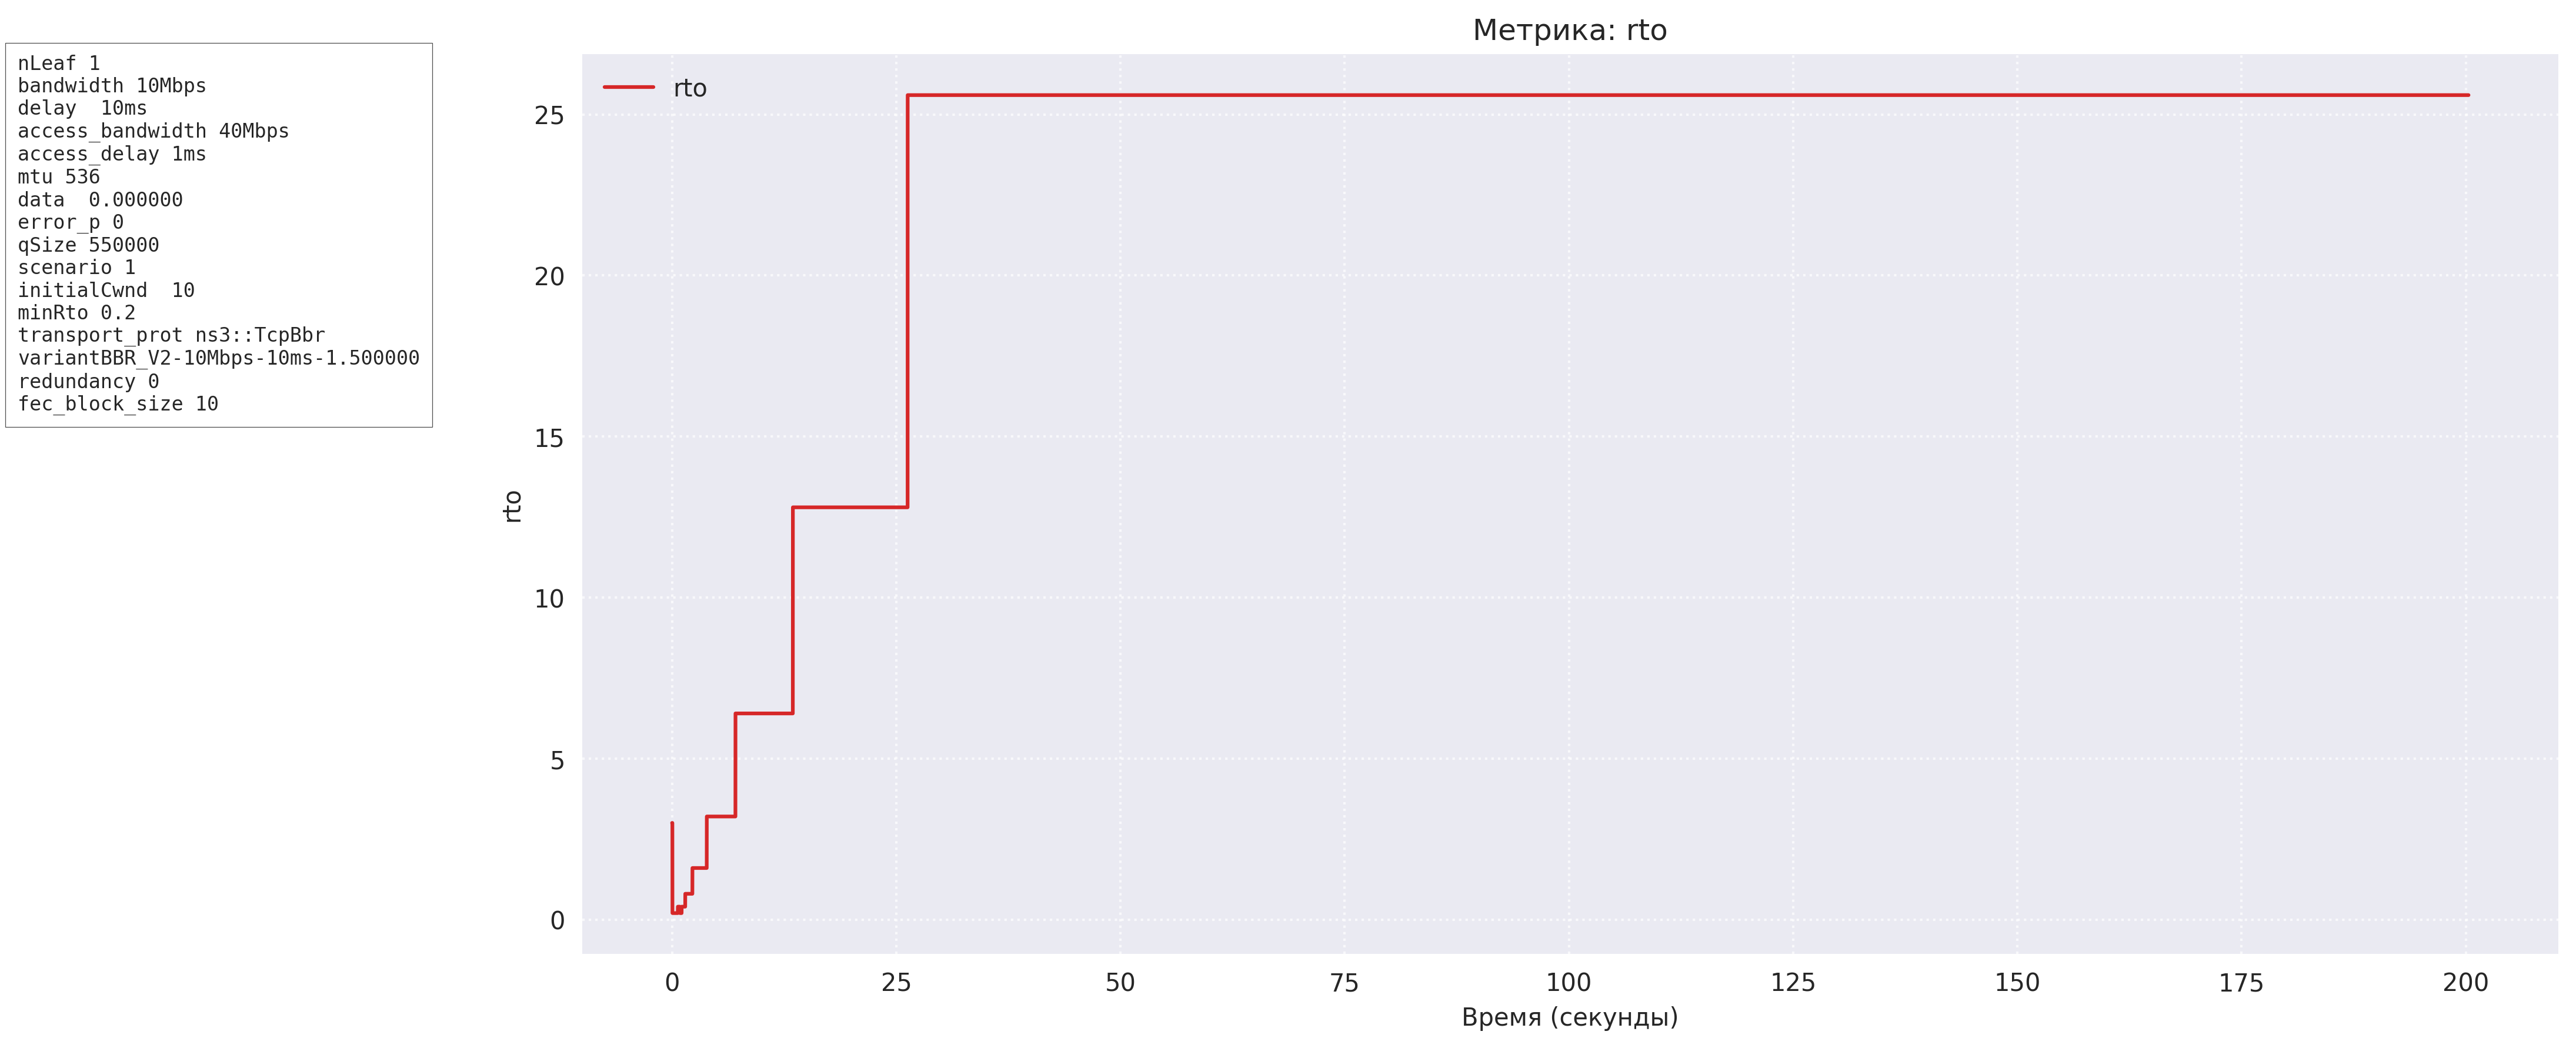 nLeaf 1
bandwidth 10Mbps
delay  10ms
access_bandwidth 40Mbps
access_delay 1ms
mtu 536
data  0.000000
error_p 0
qSize 550000
scenario 1
initialCwnd  10
minRto 0.2
transport_prot ns3::TcpBbr
variantBBR_V2-10Mbps-10ms-1.500000
redundancy 0
fec_block_size 10
Метрика: rto
rto
25
20
15
10
5
0
rto
0 25 50 75 100 125 150 175 200
Время (секунды)